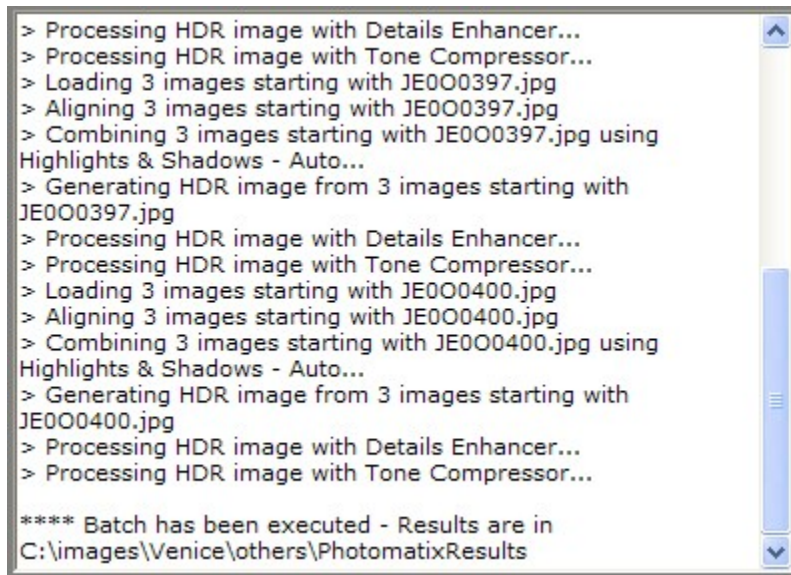 > Processing HDR image with Details Enhancer...
> Processing HDR image with Tone Compressor...
> Loading 3 images starting with JE0O0397.jpg
> Aligning 3 images starting with JE0O0397.jpg
> Combining 3 images starting with JE0O0397.jpg using
Highlights & Shadows - Auto...
> Generating HDR image from 3 images starting with
JE0O0397.jpg
> Processing HDR image with Details Enhancer...
> Processing HDR image with Tone Compressor...
> Loading 3 images starting with JE0O0400.jpg
> Aligning 3 images starting with JE0O0400.jpg
> Combining 3 images starting with JE0O0400.jpg using
Highlights & Shadows - Auto...
> Generating HDR image from 3 images starting with
JE0O0400.jpg
> Processing HDR image with Details Enhancer...
> Processing HDR image with Tone Compressor...
**** Batch has been executed - Results are in
C:\images\Venice\others\PhotomatixResults